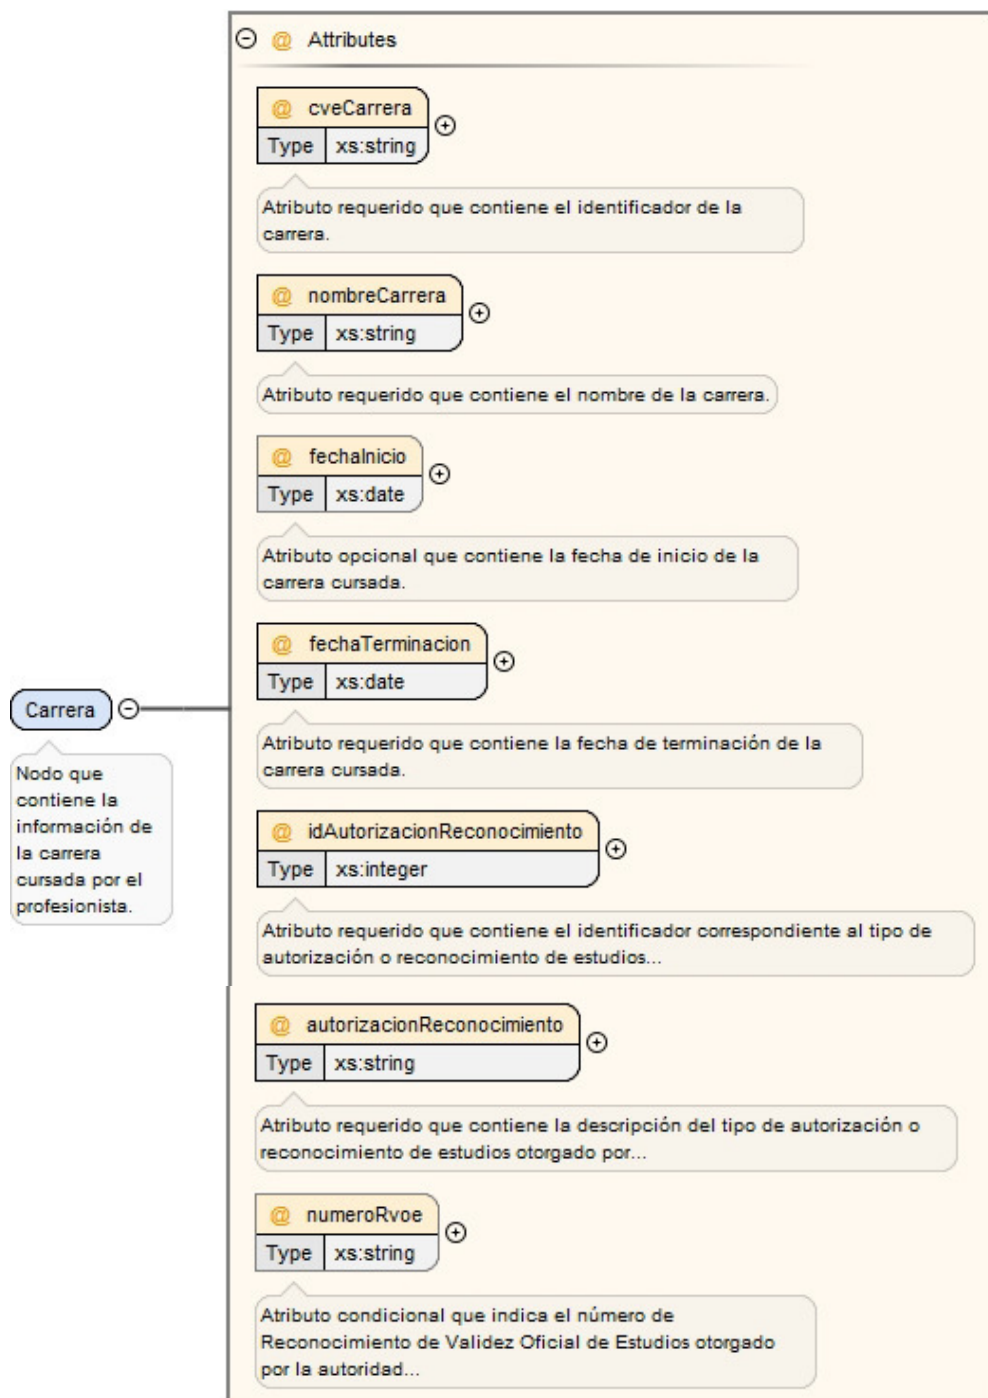 @ Attributes
@ cveCarrera
Type xs:string
Atributo requerido que contiene el identificador de la
carrera.
@ nombreCarrera
Type xs:string
Atributo requerido que contiene el nombre de la carrera.
@ fechaInicio
Type xs:date
Atributo opcional que contiene la fecha de inicio de la
carrera cursada.
@ fechaTerminacion
Type xs:date
Atributo requerido que contiene la fecha de terminación de la
carrera cursada.
Carrera
Nodo que
contiene la
información de
la carrera
cursada por el
profesionista.
@ idAutorizacionReconocimiento
Type xs:integer
Atributo requerido que contiene el identificador correspondiente al tipo de
autorización o reconocimiento de estudios...
@ autorizacionReconocimiento
Type xs:string
Atributo requerido que contiene la descripción del tipo de autorización o
reconocimiento de estudios otorgado por...
@ numeroRvoe
Type xs:string
Atributo condicional que indica el número de
Reconocimiento de Validez Oficial de Estudios otorgado
por la autoridad...